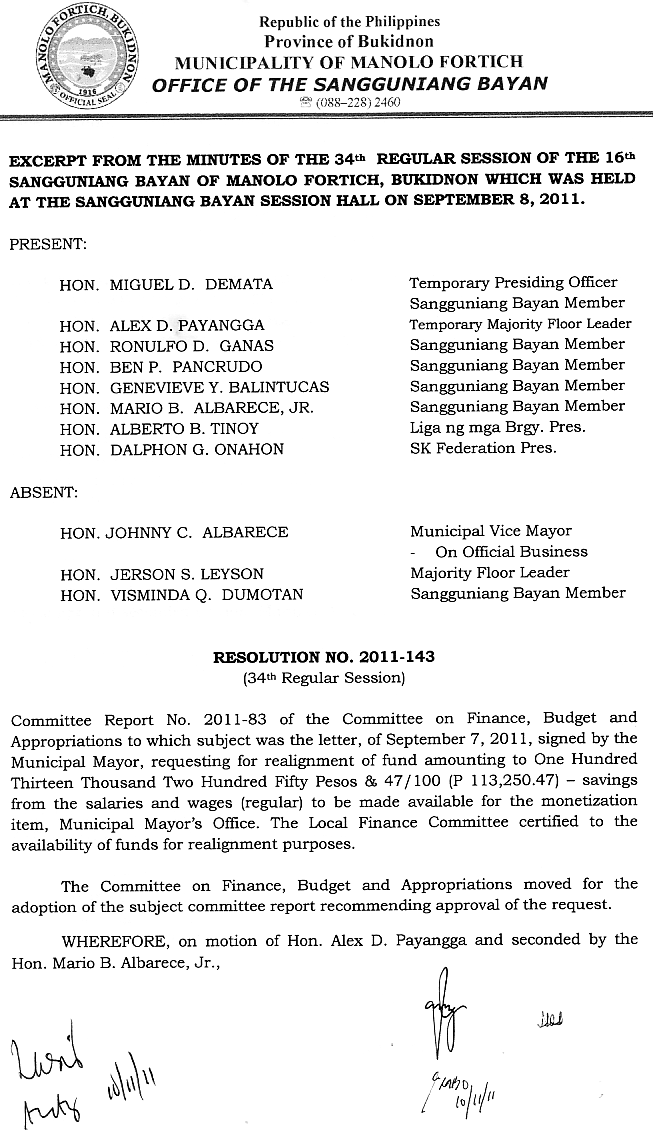 MANOLO FORTICH, BUKIDNON
1916
OFFICIAL SEAL
Republic of the Philippines
Province of Bukidnon
MUNICIPALITY OF MANOLO FORTICH
OFFICE OF THE SANGGUNIANG BAYAN
☏ (088–228) 2460
EXCERPT FROM THE MINUTES OF THE 34th REGULAR SESSION OF THE 16th
SANGGUNIANG BAYAN OF MANOLO FORTICH, BUKIDNON WHICH WAS HELD
AT THE SANGGUNIANG BAYAN SESSION HALL ON SEPTEMBER 8, 2011.
PRESENT:
HON. MIGUEL D. DEMATA Temporary Presiding Officer
Sangguniang Bayan Member
HON. ALEX D. PAYANGGA Temporary Majority Floor Leader
HON. RONULFO D. GANAS Sangguniang Bayan Member
HON. BEN P. PANCRUDO Sangguniang Bayan Member
HON. GENEVIEVE Y. BALINTUCAS Sangguniang Bayan Member
HON. MARIO B. ALBARECE, JR. Sangguniang Bayan Member
HON. ALBERTO B. TINOY Liga ng mga Brgy. Pres.
HON. DALPHON G. ONAHON SK Federation Pres.
ABSENT:
HON. JOHNNY C. ALBARECE Municipal Vice Mayor
- On Official Business
HON. JERSON S. LEYSON Majority Floor Leader
HON. VISMINDA Q. DUMOTAN Sangguniang Bayan Member
RESOLUTION NO. 2011-143
(34th Regular Session)
Committee Report No. 2011-83 of the Committee on Finance, Budget and
Appropriations to which subject was the letter, of September 7, 2011, signed by the
Municipal Mayor, requesting for realignment of fund amounting to One Hundred
Thirteen Thousand Two Hundred Fifty Pesos & 47/100 (P 113,250.47) – savings
from the salaries and wages (regular) to be made available for the monetization
item, Municipal Mayor's Office. The Local Finance Committee certified to the
availability of funds for realignment purposes.
The Committee on Finance, Budget and Appropriations moved for the
adoption of the subject committee report recommending approval of the request.
WHEREFORE, on motion of Hon. Alex D. Payangga and seconded by the
Hon. Mario B. Albarece, Jr.,
10/11/11
10/11/11